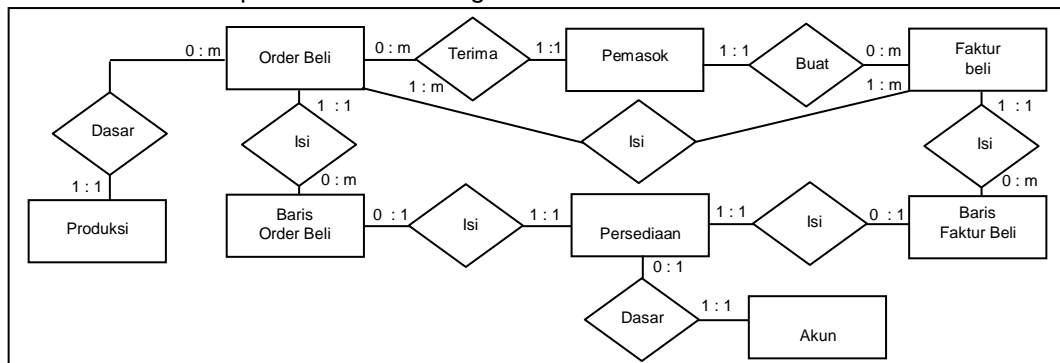 0 : m
Order Beli
0 : m
Terima
1 :1
Pemasok
1 : 1
Buat
0 : m
Faktur
beli
1 : m
1 : m
Dasar
1 : 1
Isi
0 : m
Isi
1 : 1
Isi
0 : m
1 : 1
Produksi
Baris
Order Beli
0 : 1
Isi
1 : 1
Persediaan
1 : 1
Isi
0 : 1
Baris
Faktur Beli
0 : 1
Dasar
1 : 1
Akun